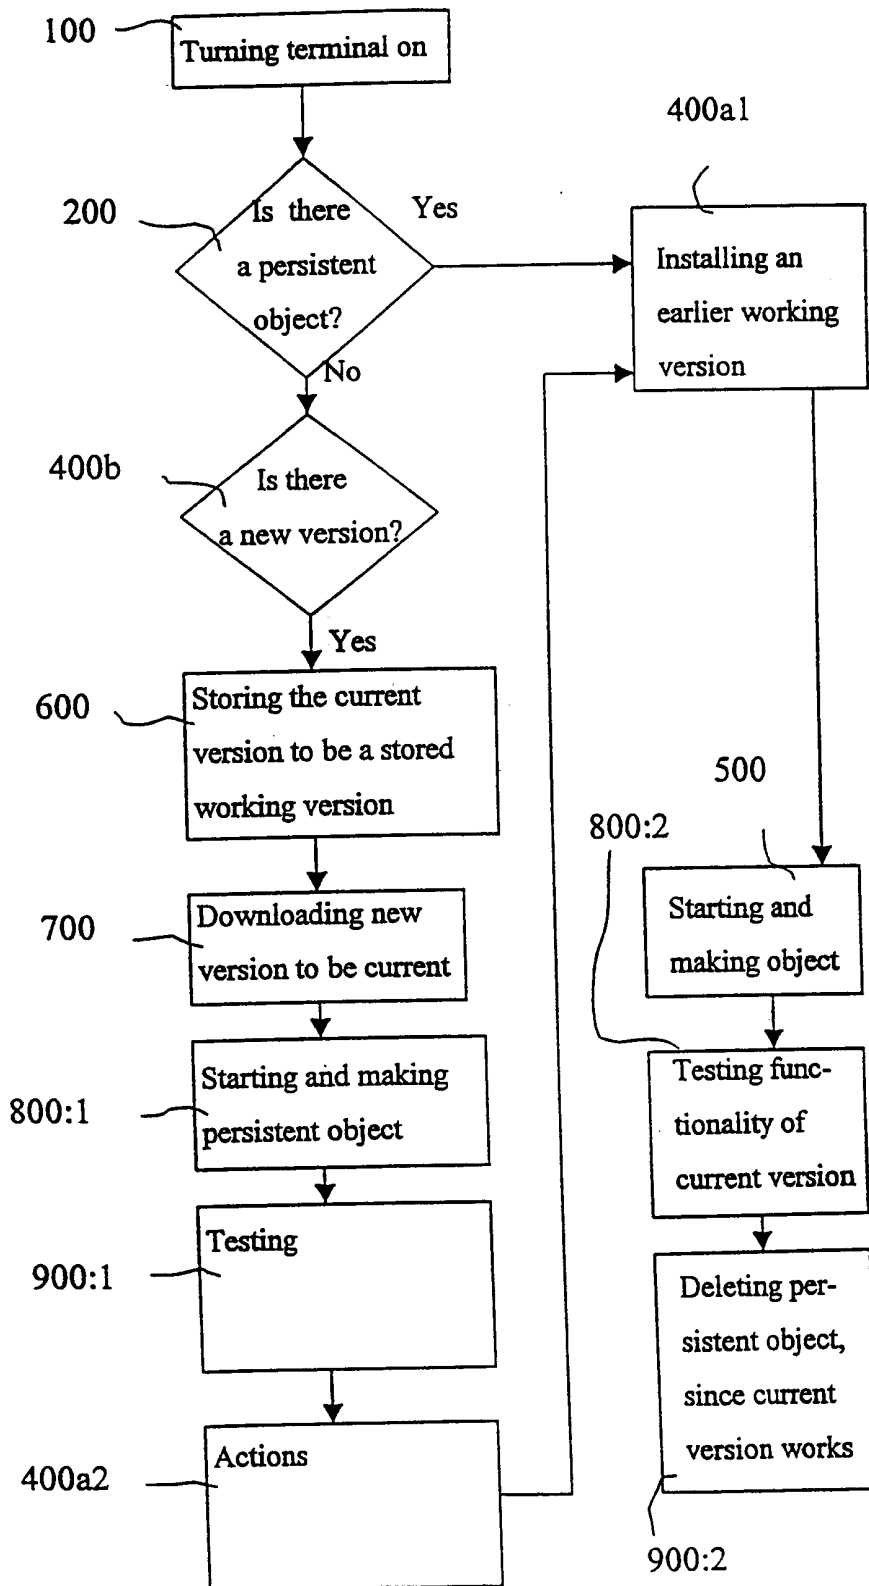 100
Turning terminal on
400a1
200
Is there
a persistent
object?
Yes
Installing an
earlier working
version
No
400b
Is there
a new version?
Yes
600
Storing the current
version to be a stored
working version
500
800:2
700
Downloading new
version to be current
Starting and
making object
800:1
Starting and making
persistent object
Testing func-
tionality of
current version
900:1
Testing
Deleting per-
sistent object,
since current
version works
400a2
Actions
900:2